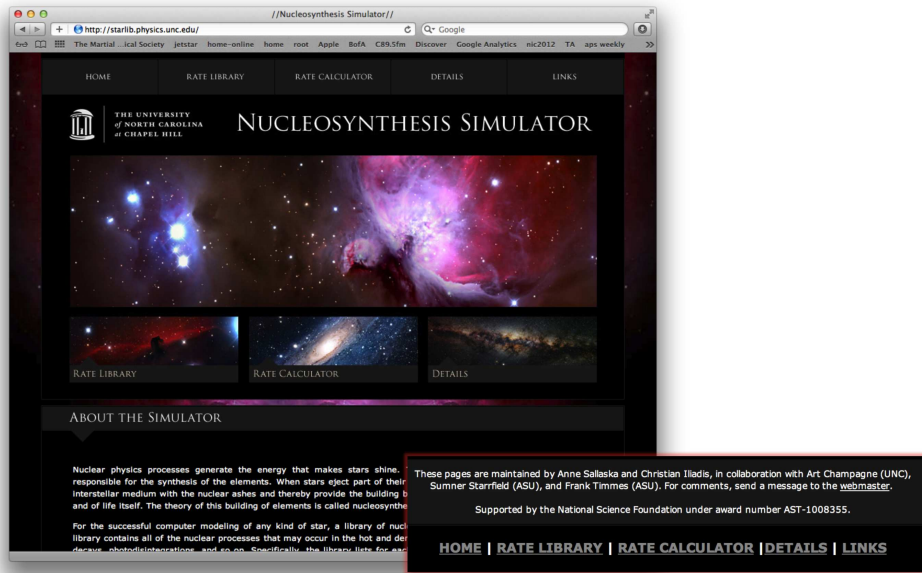 //Nucleosynthesis Simulator//
http://starlib.physics.unc.edu/
Google
The Martial ...ical Society jetstar home-online home root Apple BofA C89.5fm Discover Google Analytics nic2012 TA aps weekly >>
HOME RATE LIBRARY RATE CALCULATOR DETAILS LINKS
THE UNIVERSITY
of NORTH CAROLINA
at CHAPEL HILL
NUCLEOSYNTHESIS SIMULATOR
RATE LIBRARY RATE CALCULATOR DETAILS
ABOUT THE SIMULATOR
Nuclear physics processes generate the energy that makes stars shine.
responsible for the synthesis of the elements. When stars eject part of their
interstellar medium with the nuclear ashes and thereby provide the building b
and of life itself. The theory of this building of elements is called nucleosynthe
For the successful computer modeling of any kind of star, a library of nucl
library contains all of the nuclear processes that may occur in the hot and den
decays, photodisintegrations, and so on. Specifically, the library lists for each
These pages are maintained by Anne Sallaska and Christian Iliadis, in collaboration with Art Champagne (UNC),
Sumner Starrfield (ASU), and Frank Timmes (ASU). For comments, send a message to the webmaster.
Supported by the National Science Foundation under award number AST-1008355.
HOME | RATE LIBRARY | RATE CALCULATOR |DETAILS | LINKS